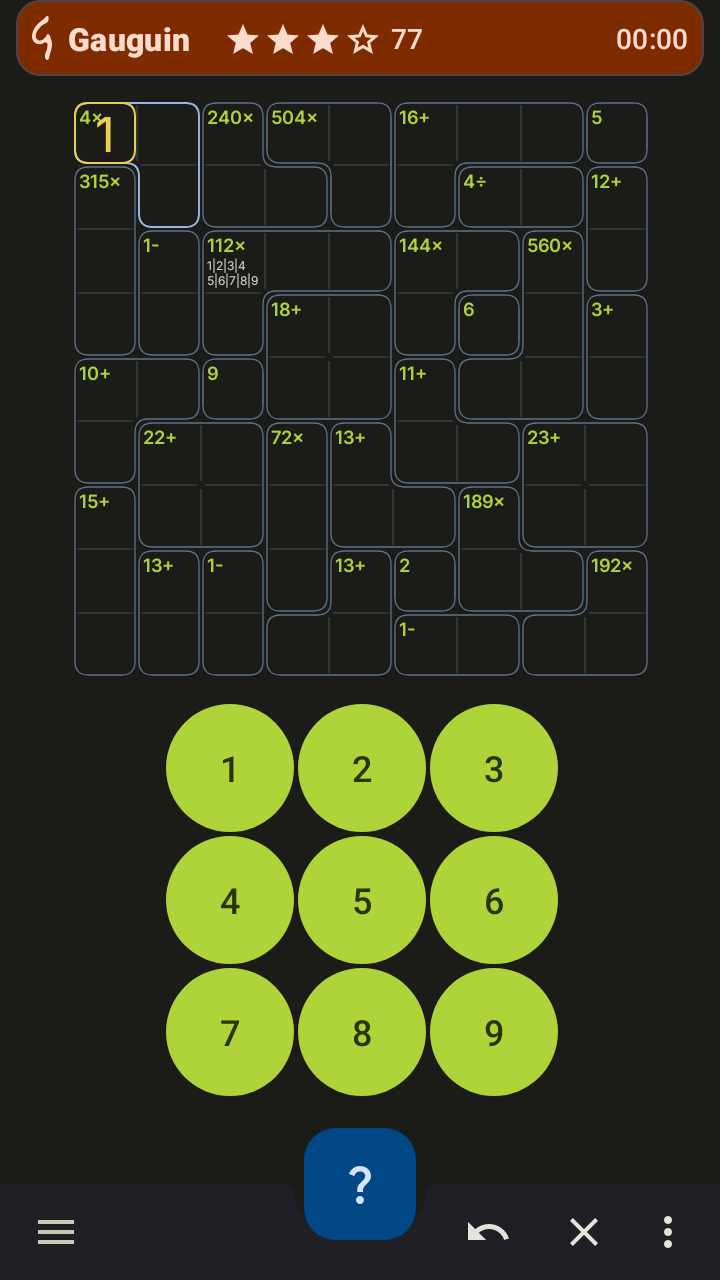 Gauguin 77 00:00
4× 1 240× 504× 16+ 5
315× 4÷ 12+
1- 112× 144× 560×
1|2|3|4
5|6|7|8|9
18+ 6 3+
10+ 9 11+
22+ 72× 13+ 23+
15+ 189×
13+ 1- 13+ 2 192×
1-
1 2 3
4 5 6
7 8 9
?